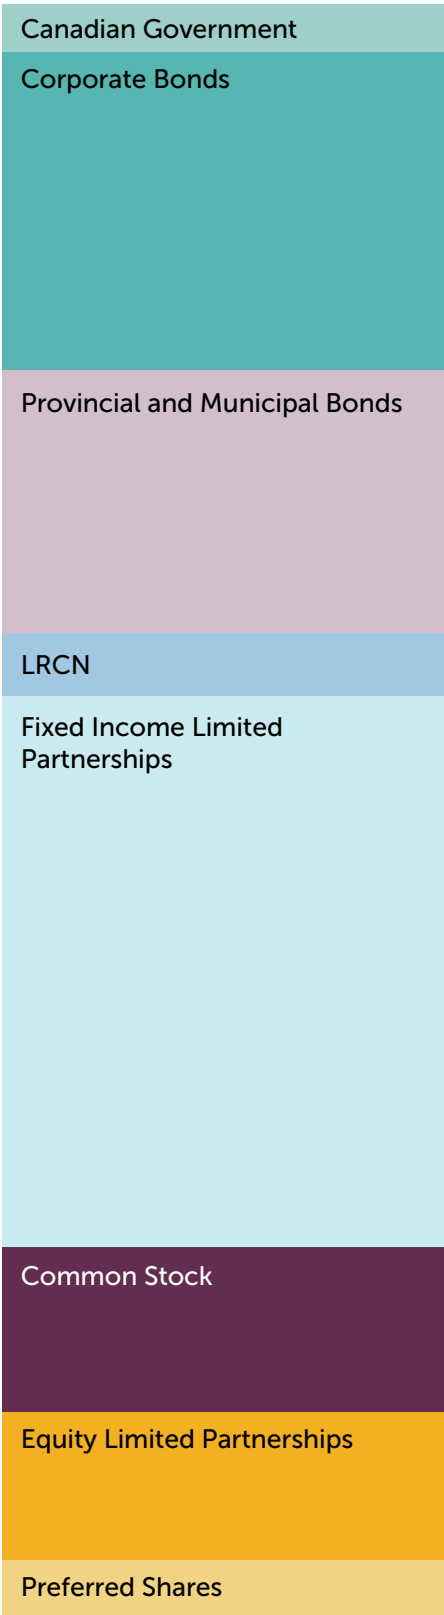 Canadian Government
Corporate Bonds
Provincial and Municipal Bonds
LRCN
Fixed Income Limited
Partnerships
Common Stock
Equity Limited Partnerships
Preferred Shares